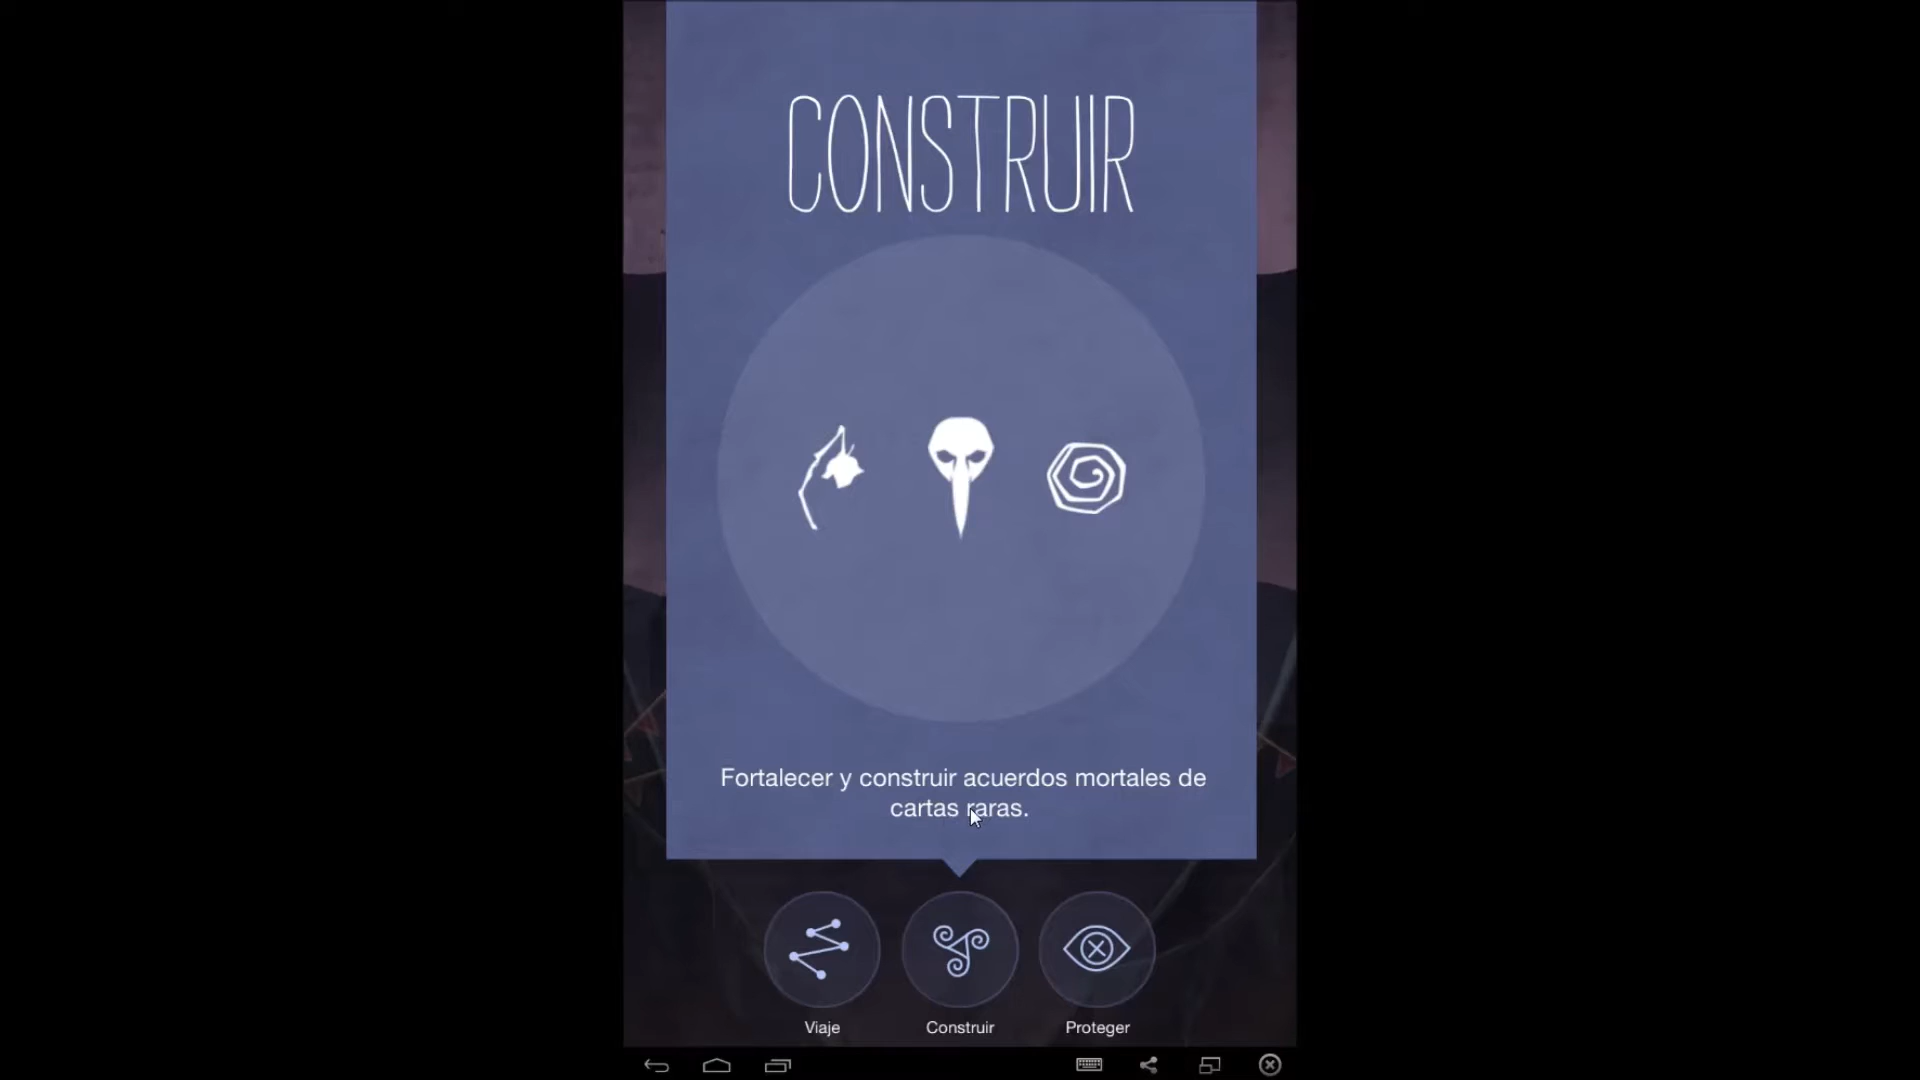 CONSTRUIR
Fortalecer y construir acuerdos mortales de
cartas raras.
Viaje
Construir
Proteger